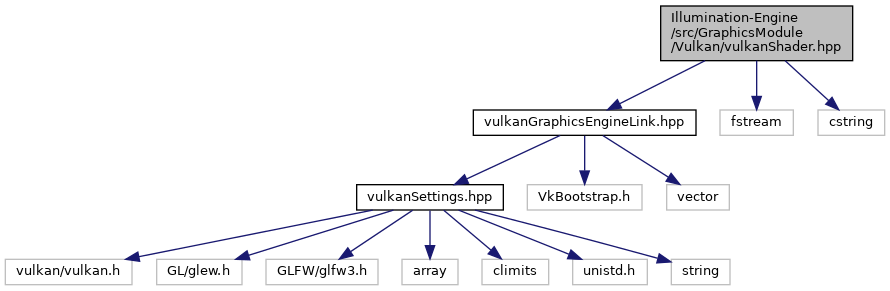 Illumination-Engine
/src/GraphicsModule
/Vulkan/vulkanShader.hpp
vulkanGraphicsEngineLink.hpp
fstream
cstring
vulkanSettings.hpp
VkBootstrap.h
vector
vulkan/vulkan.h
GL/glew.h
GLFW/glfw3.h
array
climits
unistd.h
string